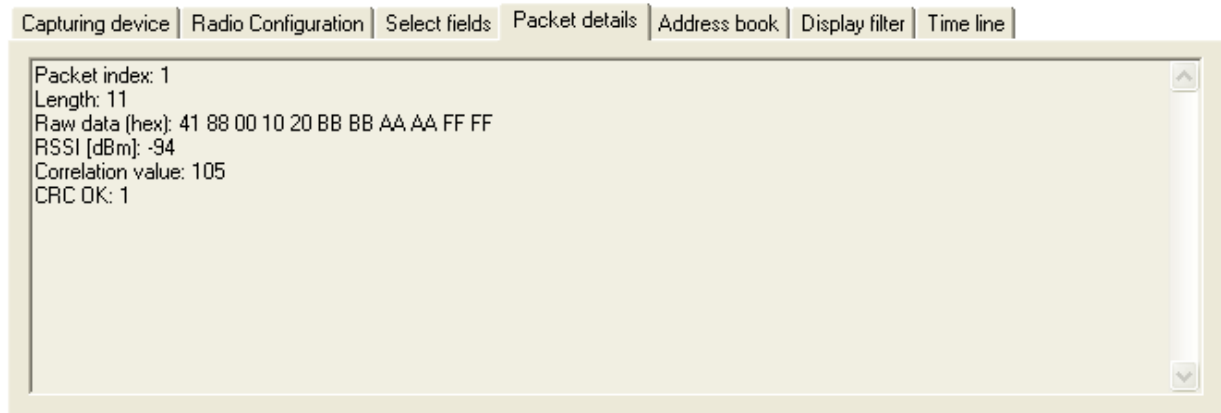 Capturing device Radio Configuration Select fields Packet details Address book Display filter Time line
Packet index: 1
Length: 11
Raw data (hex): 41 88 00 10 20 BB BB AA AA FF FF
RSSI [dBm]: -94
Correlation value: 105
CRC OK: 1